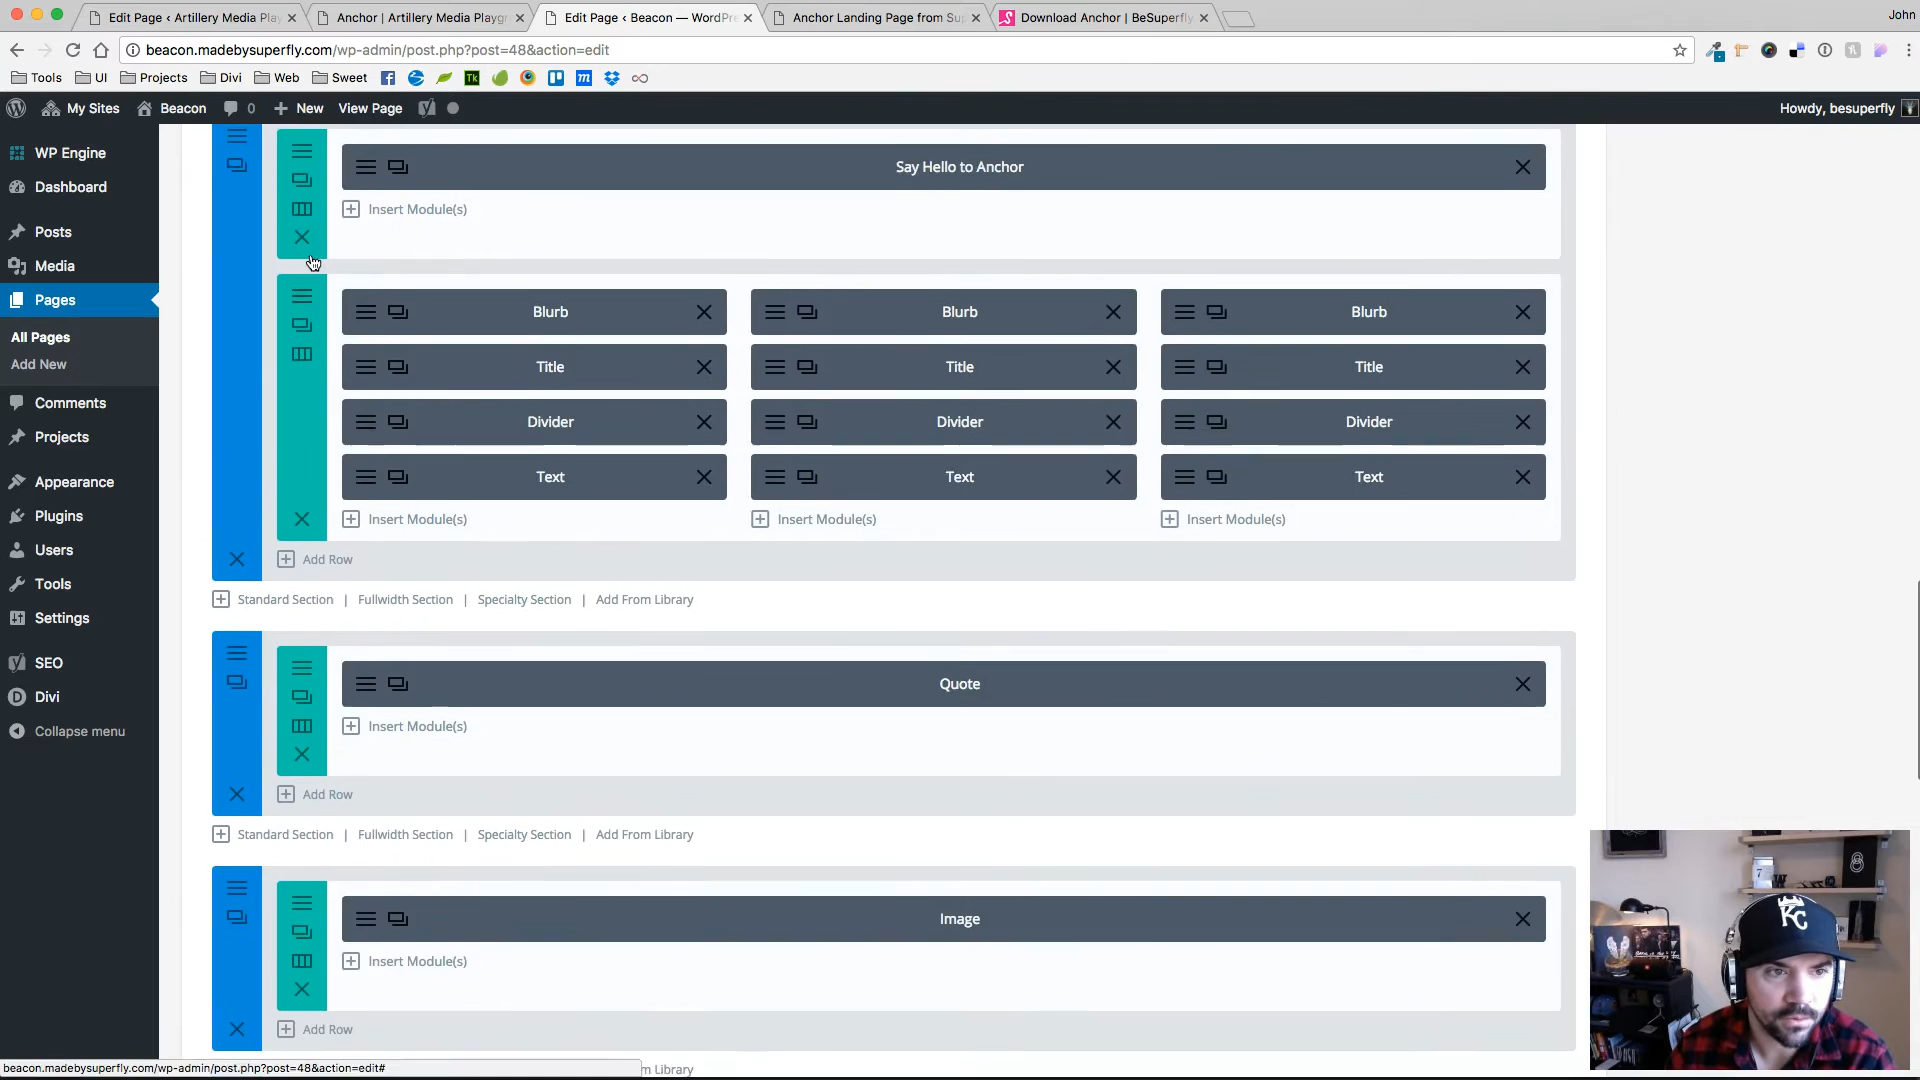 Edit Page ‹ Artillery Media Play
Anchor | Artillery Media Playg
Edit Page ‹ Beacon — WordPre
Anchor Landing Page from Su
Download Anchor | BeSuperfly
John
beacon.madebysuperfly.com/wp-admin/post.php?post=48&action=edit
Tools
UI
Projects
Divi
Web
Sweet
My Sites
Beacon
0
New
View Page
Howdy, besuperfly
WP Engine
Dashboard
Posts
Media
Pages
All Pages
Add New
Comments
Projects
Appearance
Plugins
Users
Tools
Settings
SEO
Divi
Collapse menu
Say Hello to Anchor
Insert Module(s)
Blurb Blurb Blurb
Title Title Title
Divider Divider Divider
Text Text Text
Insert Module(s) Insert Module(s) Insert Module(s)
Add Row
Standard Section | Fullwidth Section | Specialty Section | Add From Library
Quote
Insert Module(s)
Add Row
Standard Section | Fullwidth Section | Specialty Section | Add From Library
Image
Insert Module(s)
Add Row
m Library
beacon.madebysuperfly.com/wp-admin/post.php?post=48&action=edit#
KC